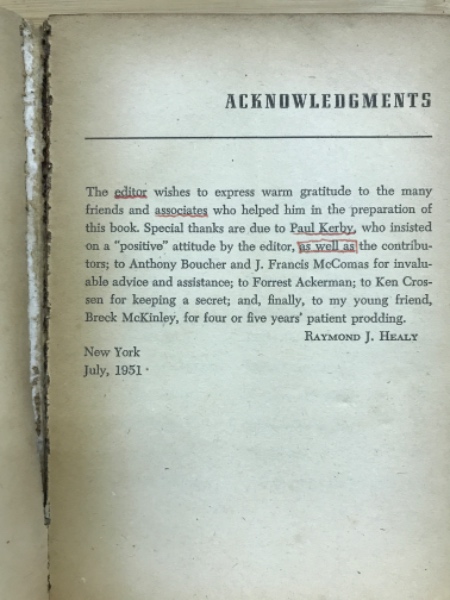 ACKNOWLEDGMENTS
The editor wishes to express warm gratitude to the many
friends and associates who helped him in the preparation of
this book. Special thanks are due to Paul Kerby, who insisted
on a "positive" attitude by the editor, as well as the contribu-
tors; to Anthony Boucher and J. Francis McComas for invalu-
able advice and assistance; to Forrest Ackerman; to Ken Cros-
sen for keeping a secret; and, finally, to my young friend,
Breck McKinley, for four or five years' patient prodding.
RAYMOND J. HEALY
New York
July, 1951